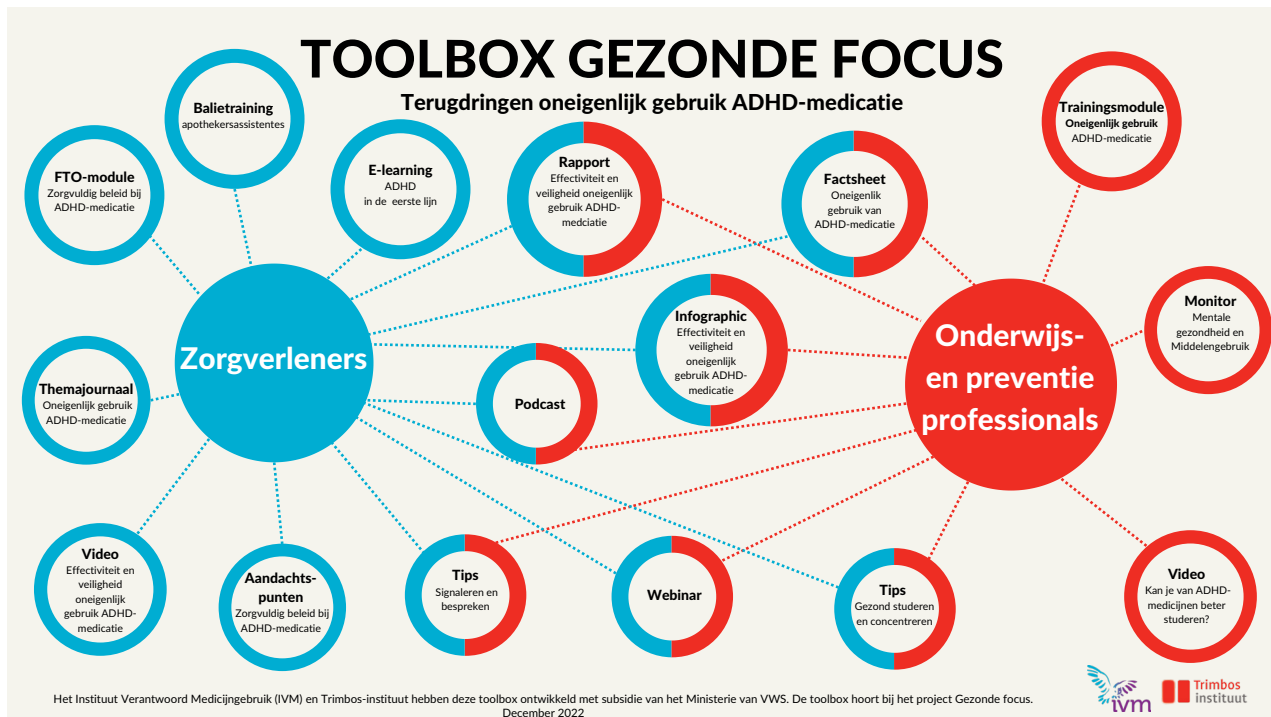 TOOLBOX GEZONDE FOCUS
Terugdringen oneigenlijk gebruik ADHD-medicatie
Balietraining
apothekersassistentes
FTO-module
Zorgvuldig beleid bij
ADHD-medicatie
E-learning
ADHD
in de eerste lijn
Rapport
Effectiviteit en
veiligheid oneigenlijk
gebruik ADHD-
medciatie
Factsheet
Oneigenlik
gebruik van
ADHD-medicatie
Trainingsmodule
Oneigenlijk gebruik
ADHD-medicatie
Zorgverleners
Infographic
Effectiviteit en
veiligheid
oneigenlijk
gebruik ADHD-
medicatie
Onderwijs-
en preventie
professionals
Monitor
Mentale
gezondheid en
Middelengebruik
Themajournaal
Oneigenlijk gebruik
ADHD-medicatie
Podcast
Video
Effectiviteit en
veiligheid
oneigenlijk
gebruik ADHD-
medicatie
Aandachts-
punten
Zorgvuldig beleid bij
ADHD-medicatie
Tips
Signaleren en
bespreken
Webinar
Tips
Gezond studeren
en concentreren
Video
Kan je van ADHD-
medicijnen beter
studeren?
Het Instituut Verantwoord Medicijngebruik (IVM) en Trimbos-instituut hebben deze toolbox ontwikkeld met subsidie van het Ministerie van VWS. De toolbox hoort bij het project Gezonde focus.
December 2022
ivm
Trimbos
instituut